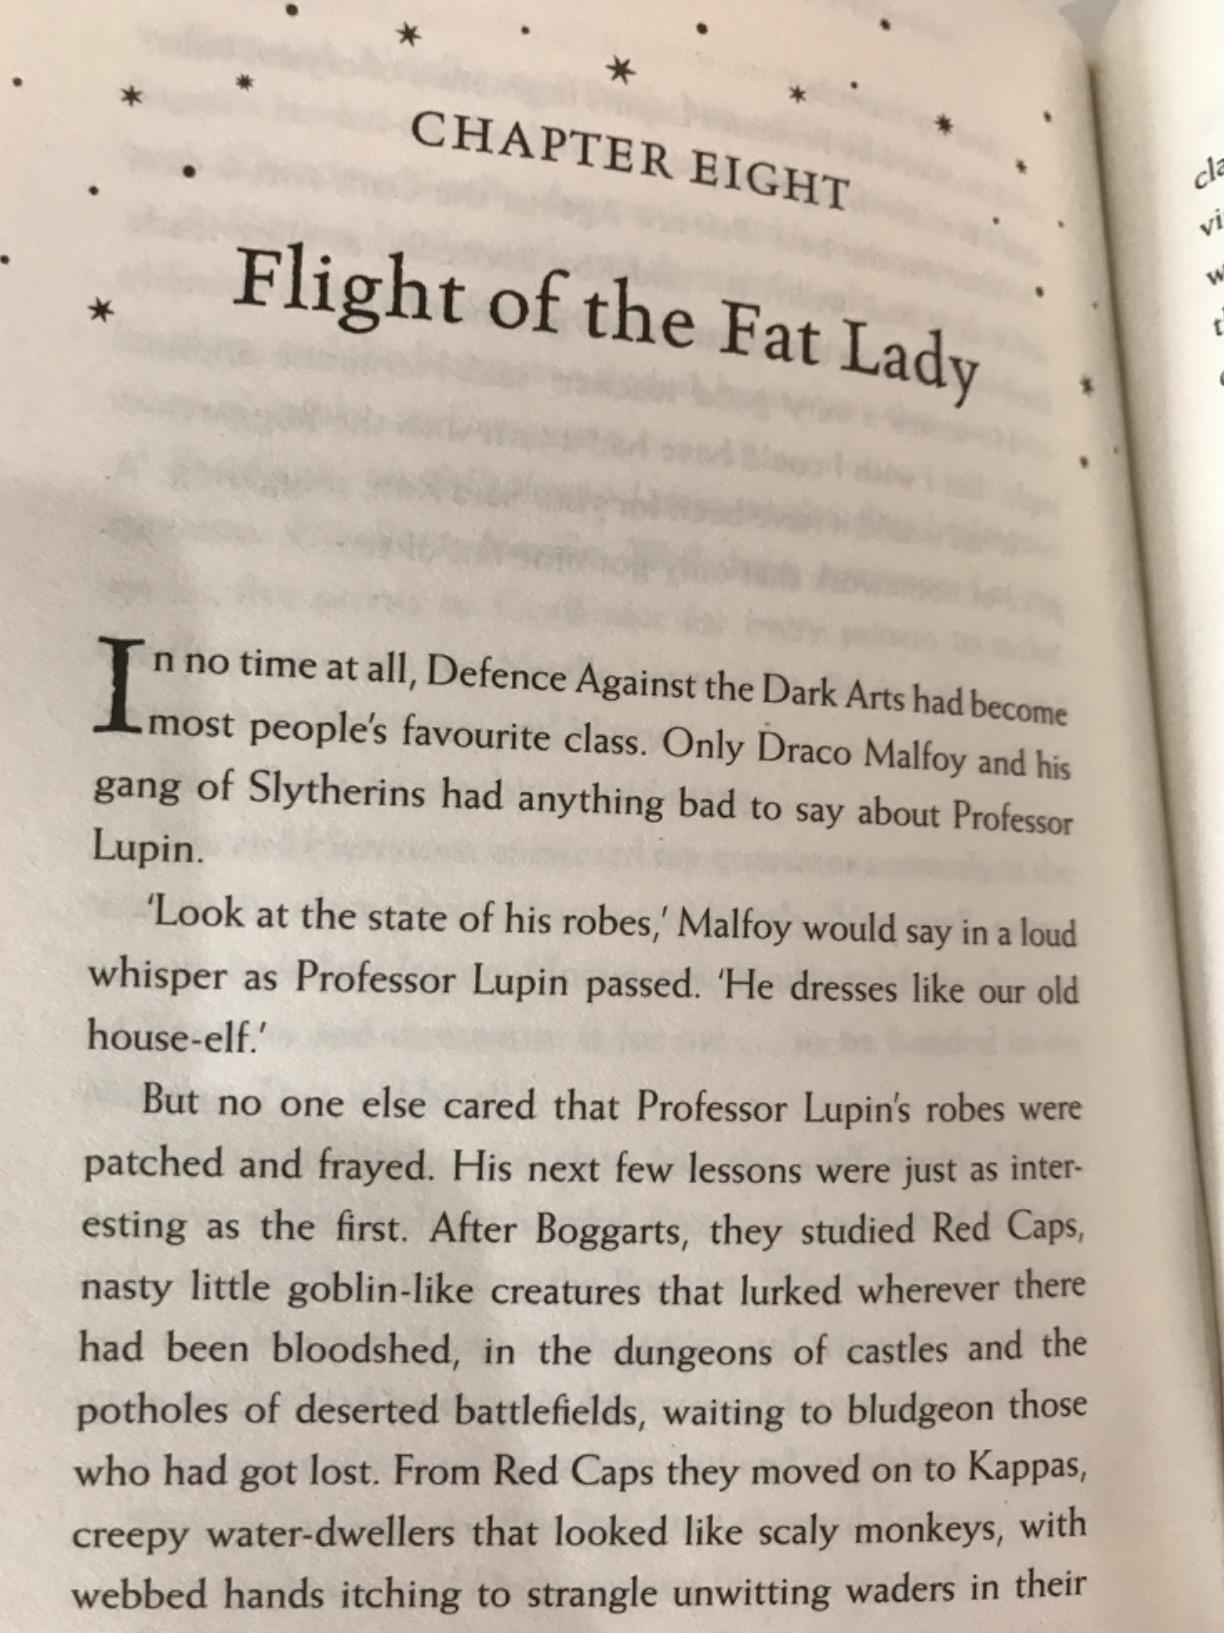 CHAPTER EIGHT
Flight of the Fat Lady
In no time at all, Defence Against the Dark Arts had become
most people's favourite class. Only Draco Malfoy and his
gang of Slytherins had anything bad to say about Professor
Lupin.
'Look at the state of his robes,' Malfoy would say in a loud
whisper as Professor Lupin passed. 'He dresses like our old
house-elf.'
But no one else cared that Professor Lupin's robes were
patched and frayed. His next few lessons were just as inter-
esting as the first. After Boggarts, they studied Red Caps,
nasty little goblin-like creatures that lurked wherever there
had been bloodshed, in the dungeons of castles and the
potholes of deserted battlefields, waiting to bludgeon those
who had got lost. From Red Caps they moved on to Kappas,
creepy water-dwellers that looked like scaly monkeys, with
webbed hands itching to strangle unwitting waders in their